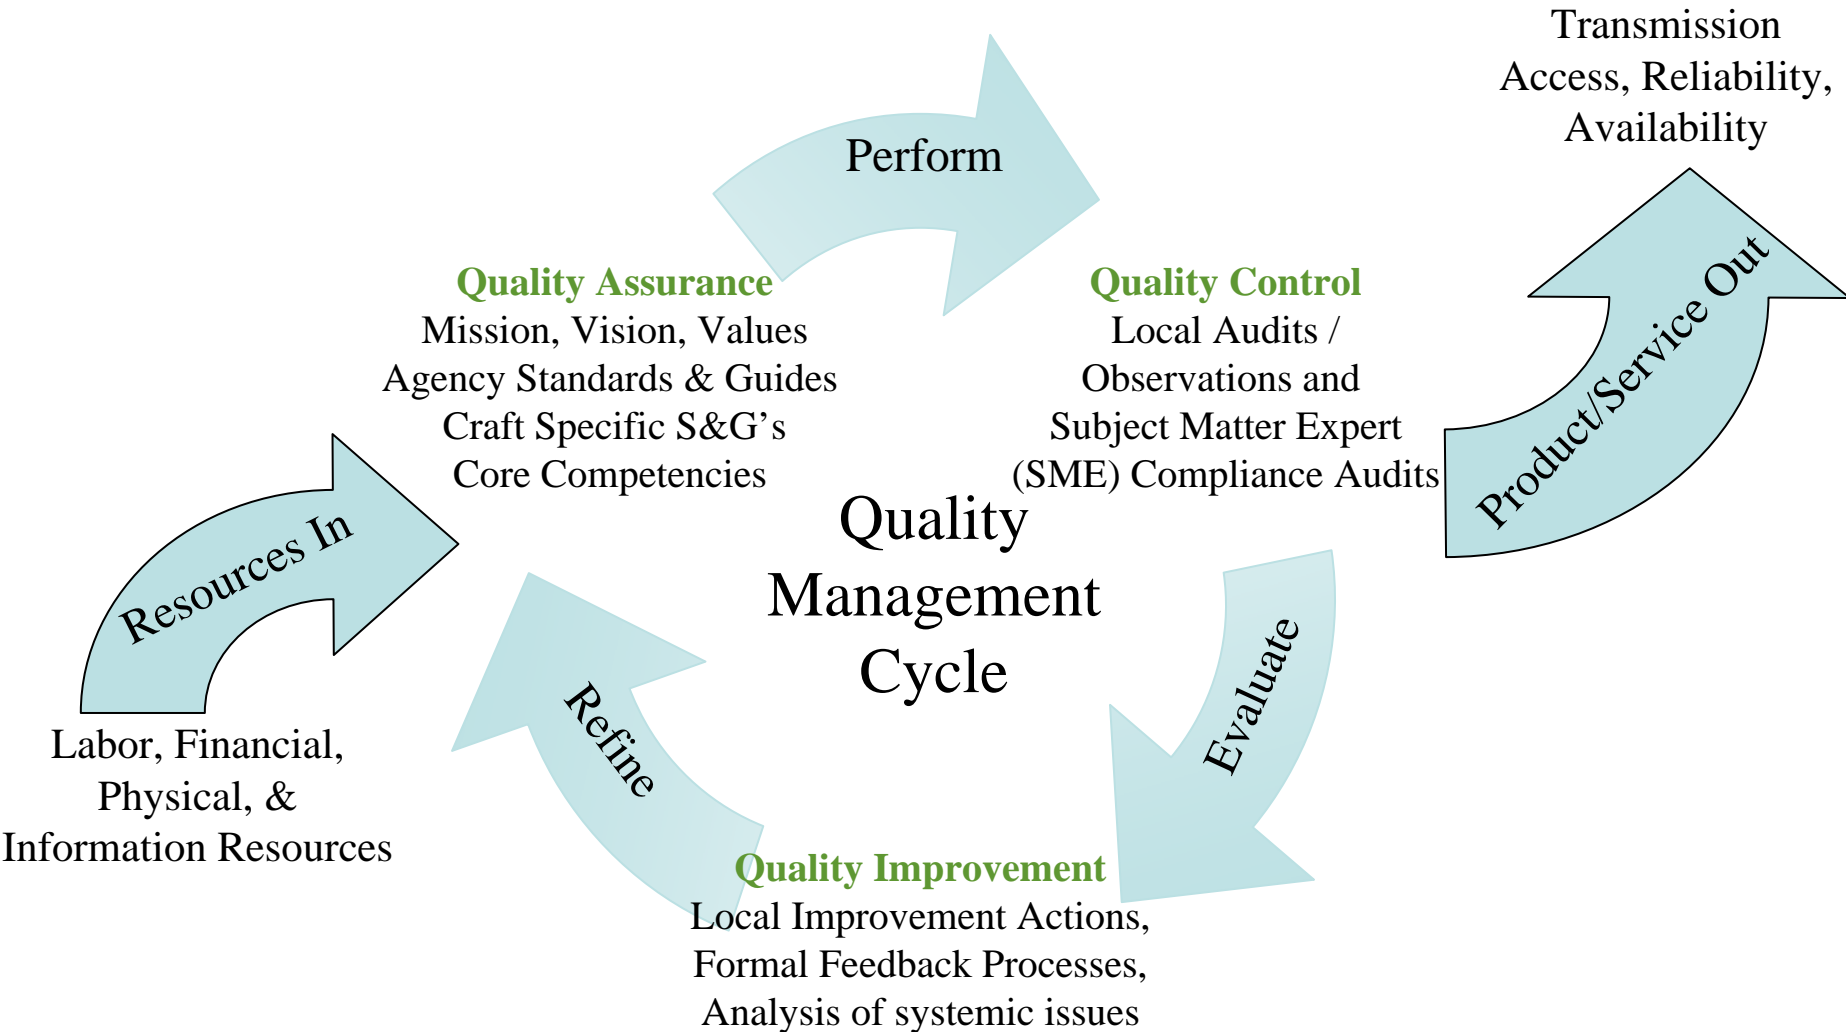 Transmission
Access, Reliability,
Availability
Perform
Product/Service Out
Quality Assurance
Mission, Vision, Values
Agency Standards & Guides
Craft Specific S&G’s
Core Competencies
Quality Control
Local Audits /
Observations and
Subject Matter Expert
(SME) Compliance Audits
Resources In
Labor, Financial,
Physical, &
Information Resources
Quality
Management
Cycle
Evaluate
Refine
Quality Improvement
Local Improvement Actions,
Formal Feedback Processes,
Analysis of systemic issues